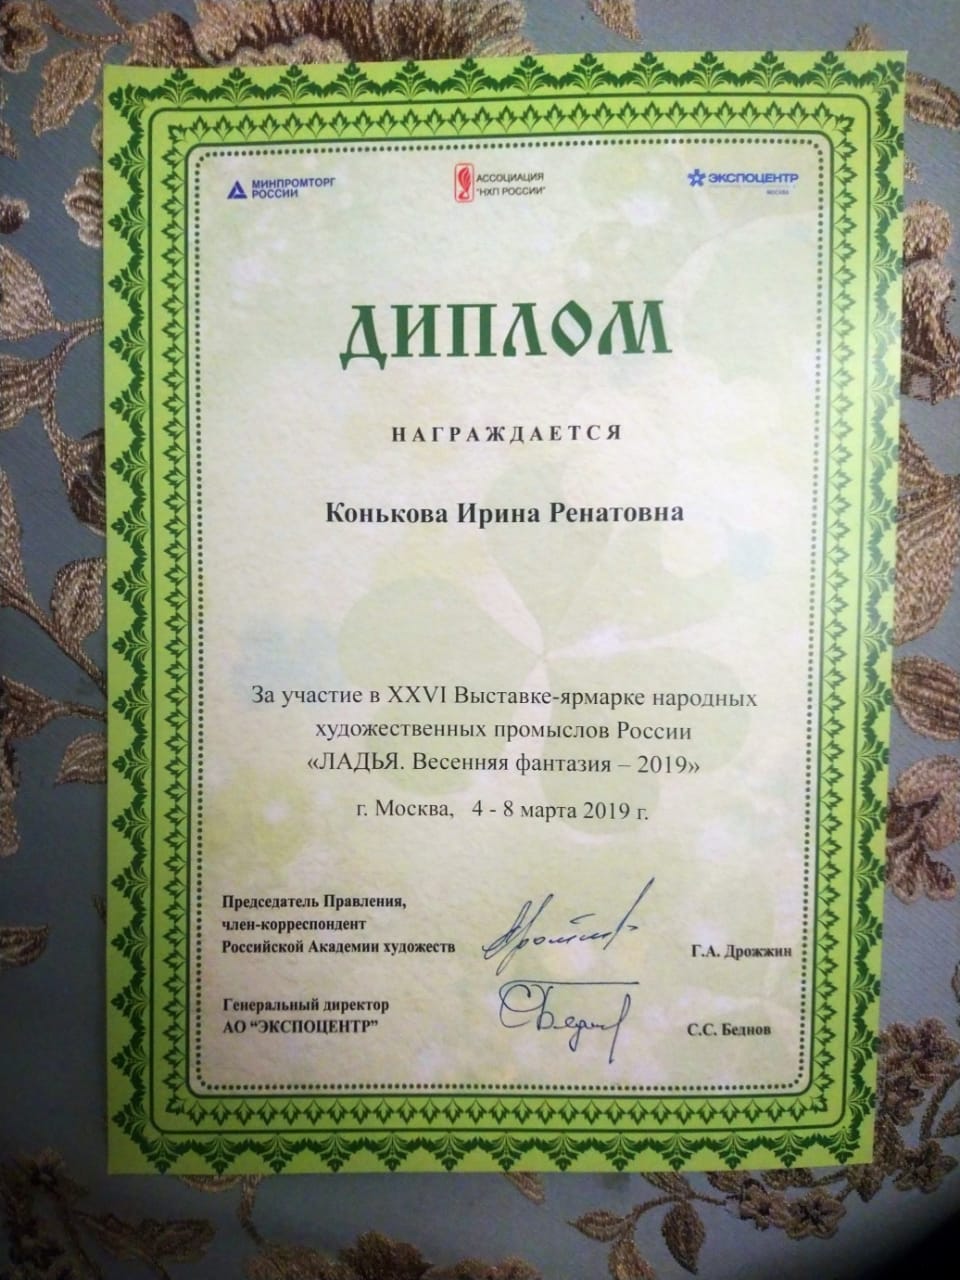 МИНПРОМТОРГ
РОССИИ
АССОЦИАЦИЯ
"НХП РОССИИ"
ЭКСПОЦЕНТР
МОСКВА
ДИПЛОМ
НАГРАЖДАЕТСЯ
Конькова Ирина Ренатовна
За участие в XXVI Выставке-ярмарке народных
художественных промыслов России
«ЛАДЬЯ. Весенняя фантазия – 2019»
г. Москва, 4 - 8 марта 2019 г.
Председатель Правления,
член-корреспондент
Российской Академии художеств
Г.А. Дрожжин
Генеральный директор
АО “ЭКСПОЦЕНТР”
С.С. Беднов